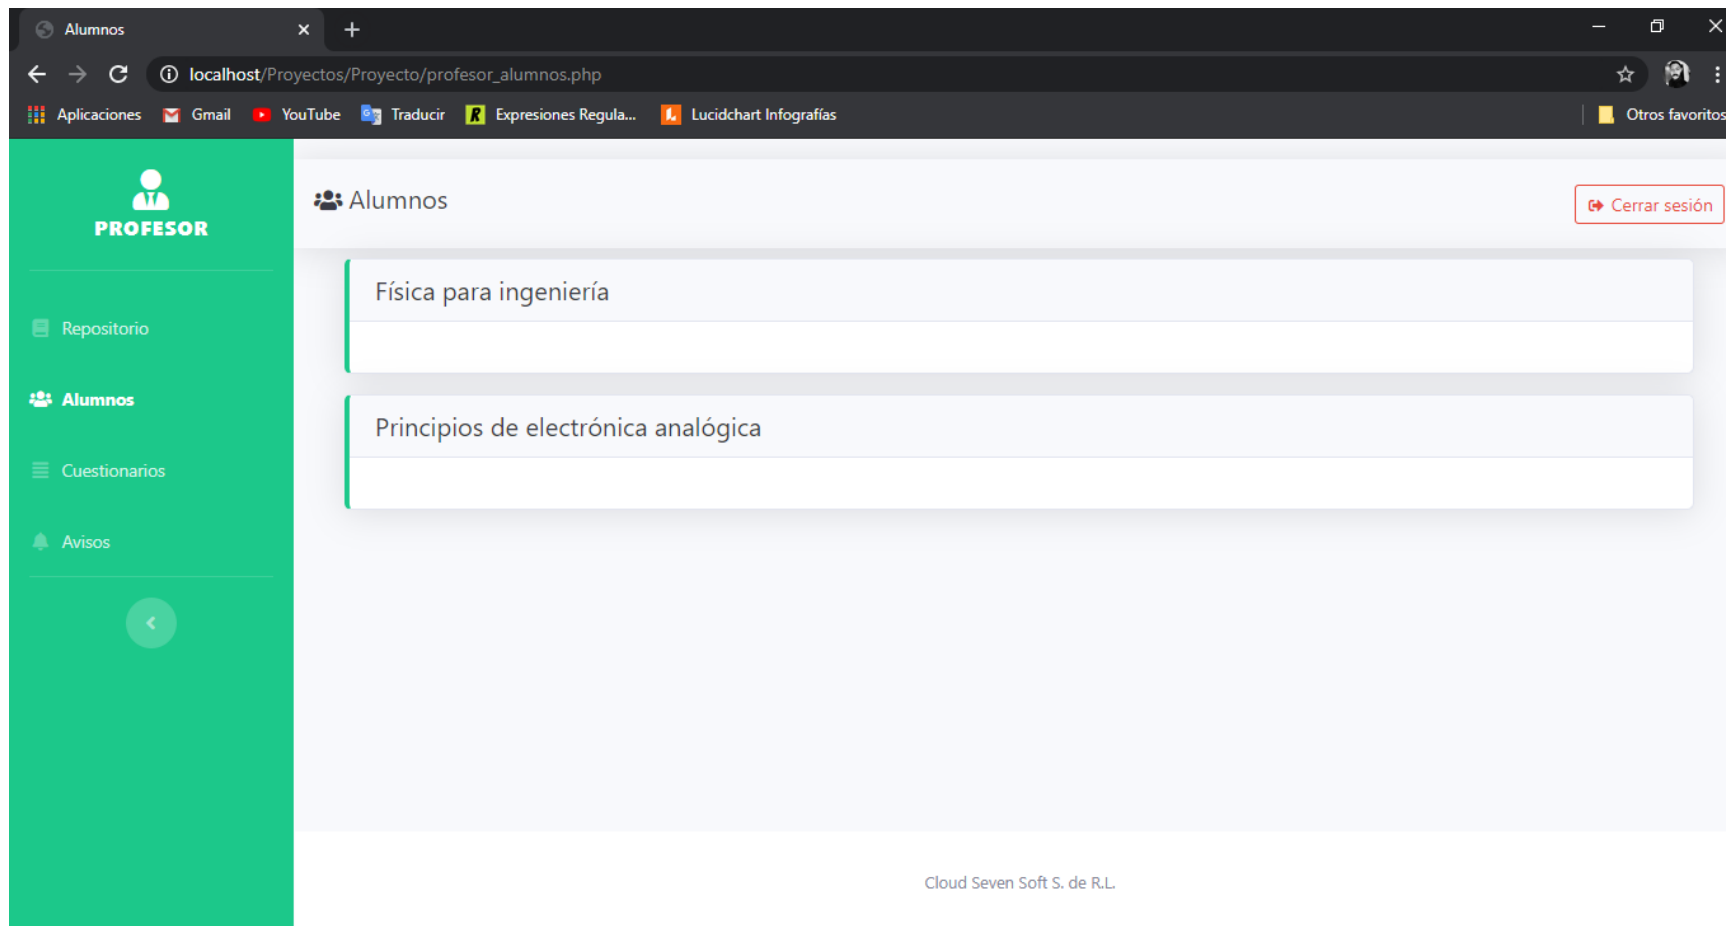 Alumnos
localhost/Proyectos/Proyecto/profesor_alumnos.php
Aplicaciones Gmail YouTube Traducir Expresiones Regula... Lucidchart Infografías Otros favoritos
PROFESOR
Repositorio
Alumnos
Cuestionarios
Avisos
Alumnos
Cerrar sesión
Física para ingeniería
Principios de electrónica analógica
Cloud Seven Soft S. de R.L.